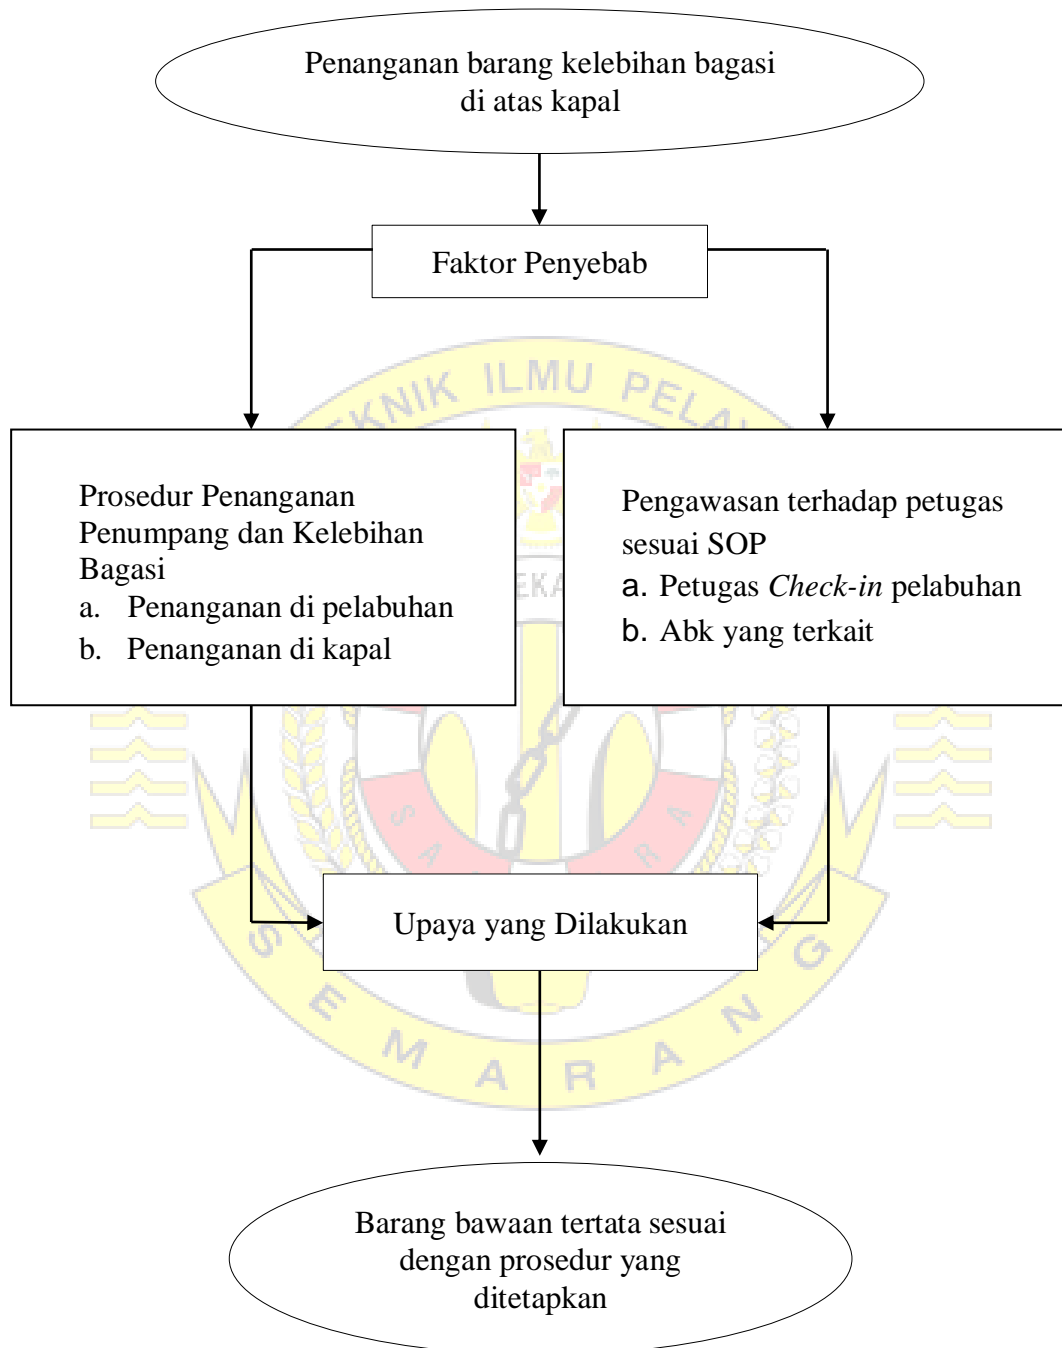 Penanganan barang kelebihan bagasi
di atas kapal
Faktor Penyebab
Prosedur Penanganan
Penumpang dan Kelebihan
Bagasi
a. Penanganan di pelabuhan
b. Penanganan di kapal
Pengawasan terhadap petugas
sesuai SOP
a. Petugas Check-in pelabuhan
b. Abk yang terkait
Upaya yang Dilakukan
Barang bawaan tertata sesuai
dengan prosedur yang
ditetapkan
ILMU
SEMARANG